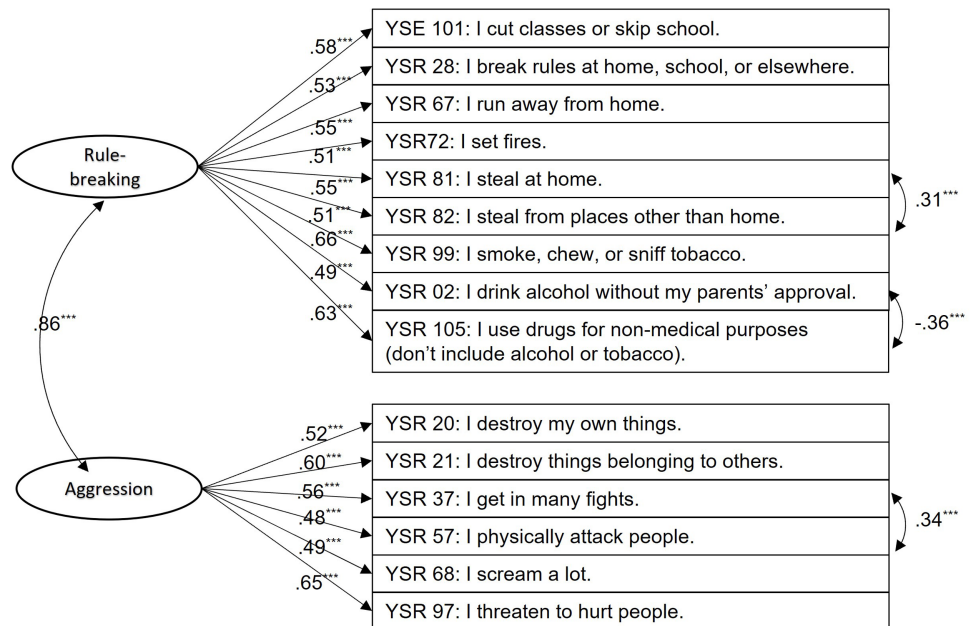 YSE 101: I cut classes or skip school.
.58***
YSR 28: I break rules at home, school, or elsewhere.
.53***
YSR 67: I run away from home.
.55***
YSR72: I set fires.
.51***
Rule-
breaking
YSR 81: I steal at home.
.55***
.31***
YSR 82: I steal from places other than home.
.51***
.66***
YSR 99: I smoke, chew, or sniff tobacco.
.49***
YSR 02: I drink alcohol without my parents’ approval.
.63***
-.36***
.86***
YSR 105: I use drugs for non-medical purposes
(don’t include alcohol or tobacco).
YSR 20: I destroy my own things.
.52***
YSR 21: I destroy things belonging to others.
.60***
Aggression
.56***
YSR 37: I get in many fights.
.34***
.48***
YSR 57: I physically attack people.
.49***
YSR 68: I scream a lot.
.65***
YSR 97: I threaten to hurt people.